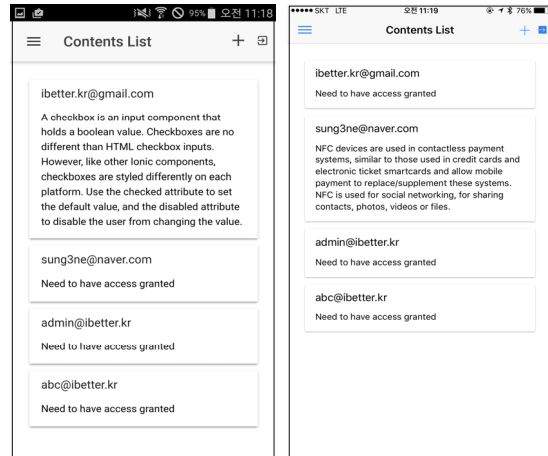 95% 오전 11:18
Contents List
ibetter.kr@gmail.com
A checkbox is an input component that
holds a boolean value. Checkboxes are no
different than HTML checkbox inputs.
However, like other Ionic components,
checkboxes are styled differently on each
platform. Use the checked attribute to set
the default value, and the disabled attribute
to disable the user from changing the value.
sung3ne@naver.com
Need to have access granted
admin@ibetter.kr
Need to have access granted
abc@ibetter.kr
Need to have access granted
SKT LTE 오전 11:19 76%
Contents List
ibetter.kr@gmail.com
Need to have access granted
sung3ne@naver.com
NFC devices are used in contactless payment
systems, similar to those used in credit cards and
electronic ticket smartcards and allow mobile
payment to replace/supplement these systems.
NFC is used for social networking, for sharing
contacts, photos, videos or files.
admin@ibetter.kr
Need to have access granted
abc@ibetter.kr
Need to have access granted